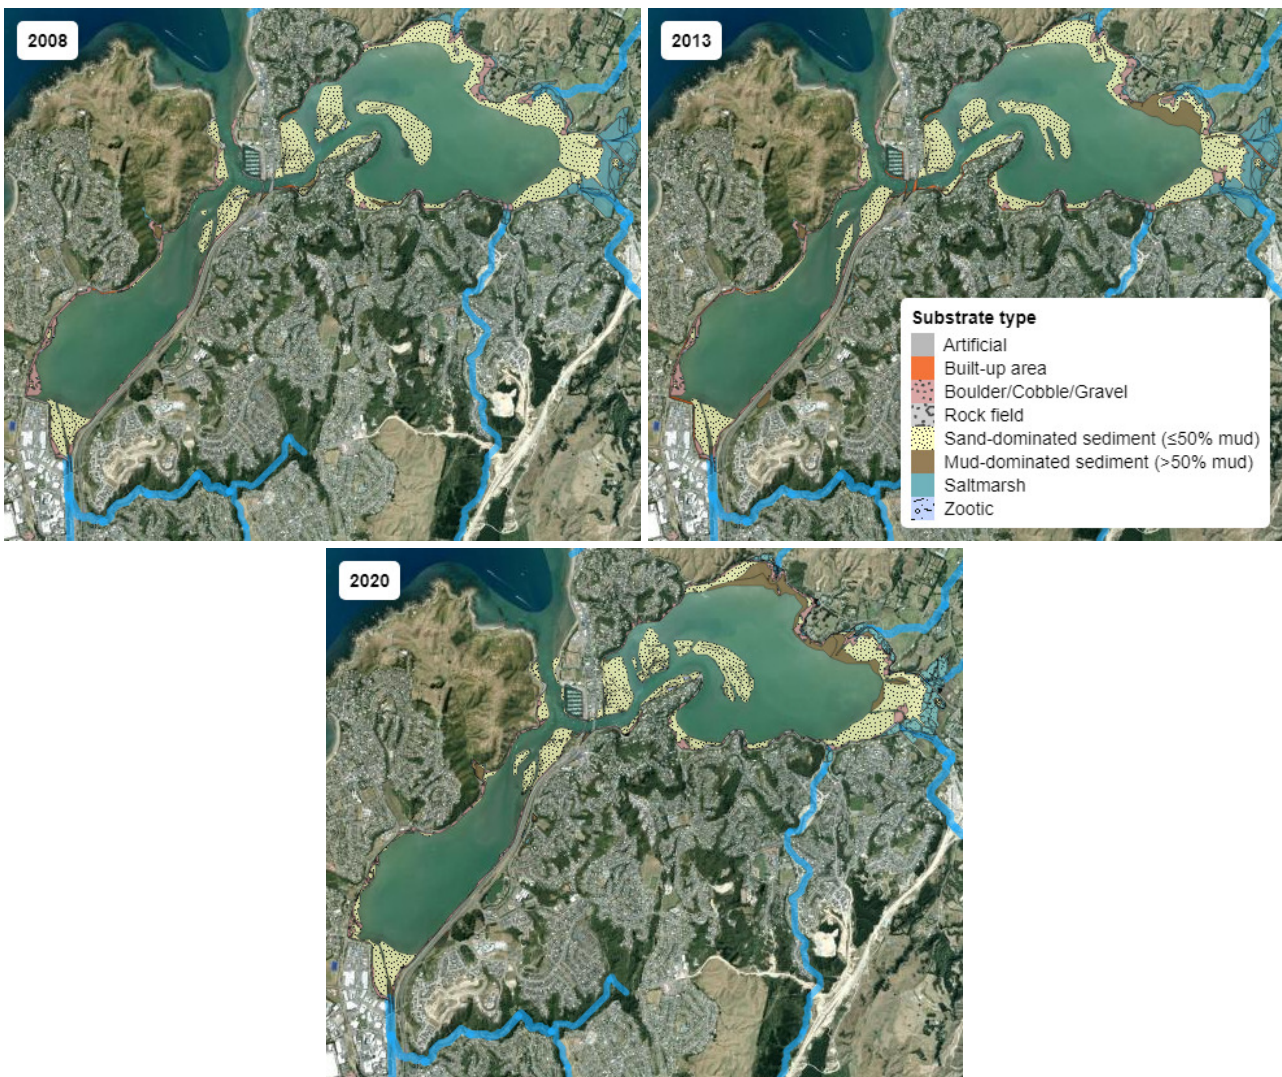 2008
2013
Substrate type
Artificial
Built-up area
Boulder/Cobble/Gravel
Rock field
Sand-dominated sediment (≤50% mud)
Mud-dominated sediment (>50% mud)
Saltmarsh
Zootic
2020